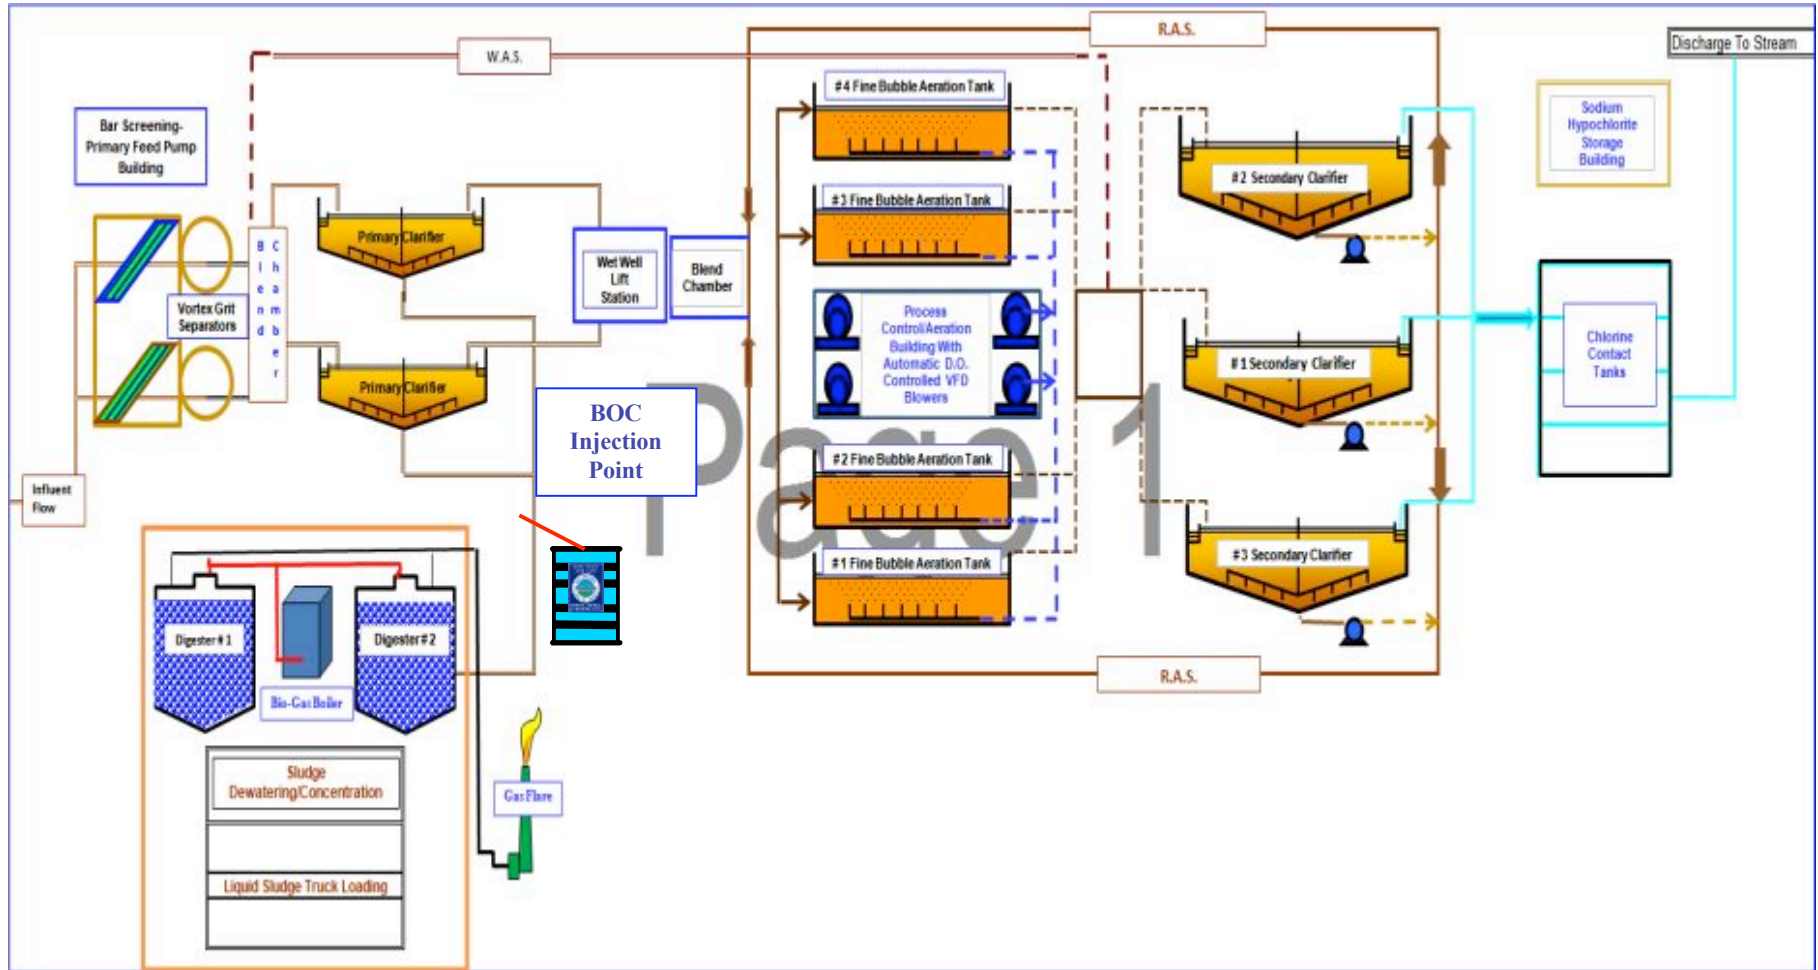 R.A.S.
Discharge To Stream
W.A.S.
#4 Fine Bubble Aeration Tank
Sodium
Hypochlorite
Storage
Building
Bar Screening-
Primary Feed Pump
Building
#2 Secondary Clarifier
#3 Fine Bubble Aeration Tank
Primary Clarifier
Blend
Chamber
Wet Well
Lift
Station
Blend
Chamber
Vortex Grit
Separators
Process
Control/Aeration
Building With
Automatic D.O.
Controlled VFD
Blowers
Chlorine
Contact
Tanks
#1 Secondary Clarifier
Primary Clarifier
BOC
Injection
Point
Page 1
#2 Fine Bubble Aeration Tank
Influent
Flow
#3 Secondary Clarifier
#1 Fine Bubble Aeration Tank
Digester # 1
Digester # 2
Bio-Gas Boiler
R.A.S.
Sludge
Dewatering/Concentration
Gas Flare
Liquid Sludge Truck Loading